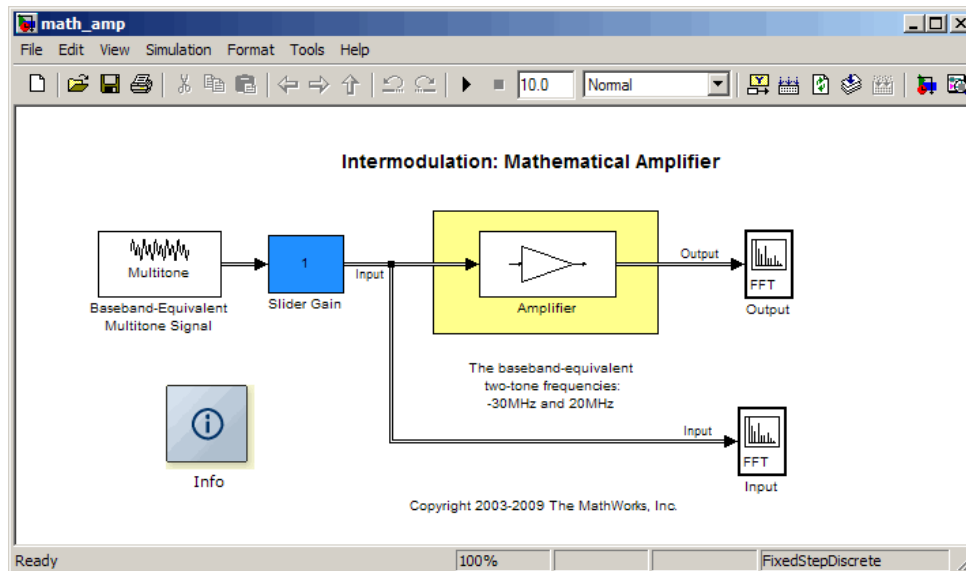 math_amp
File Edit View Simulation Format Tools Help
10.0 Normal
Intermodulation: Mathematical Amplifier
Multitone
Baseband-Equivalent
Multitone Signal
1
Slider Gain
Input
Amplifier
Output
FFT
Output
The baseband-equivalent
two-tone frequencies:
-30MHz and 20MHz
Input
FFT
Input
Info
Copyright 2003-2009 The MathWorks, Inc.
Ready 100% FixedStepDiscrete